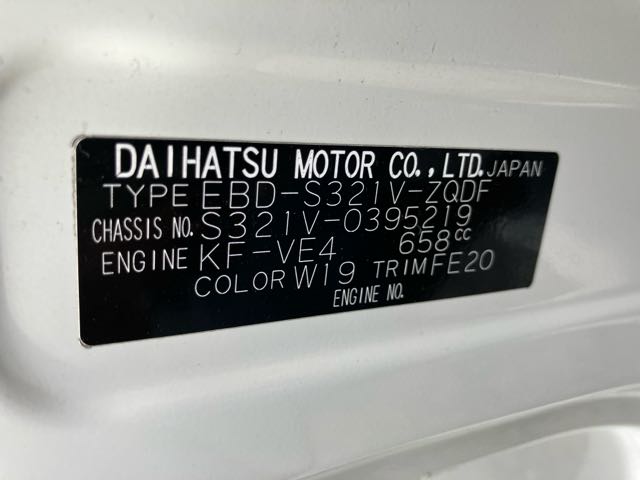 DAIHATSU MOTOR CO., LTD. JAPAN
TYPE EBD-S321V-ZQDF
CHASSIS NO. S321V-0395219
ENGINE KF-VE4 658cc
COLOR W19 TRIM FE20
ENGINE NO.